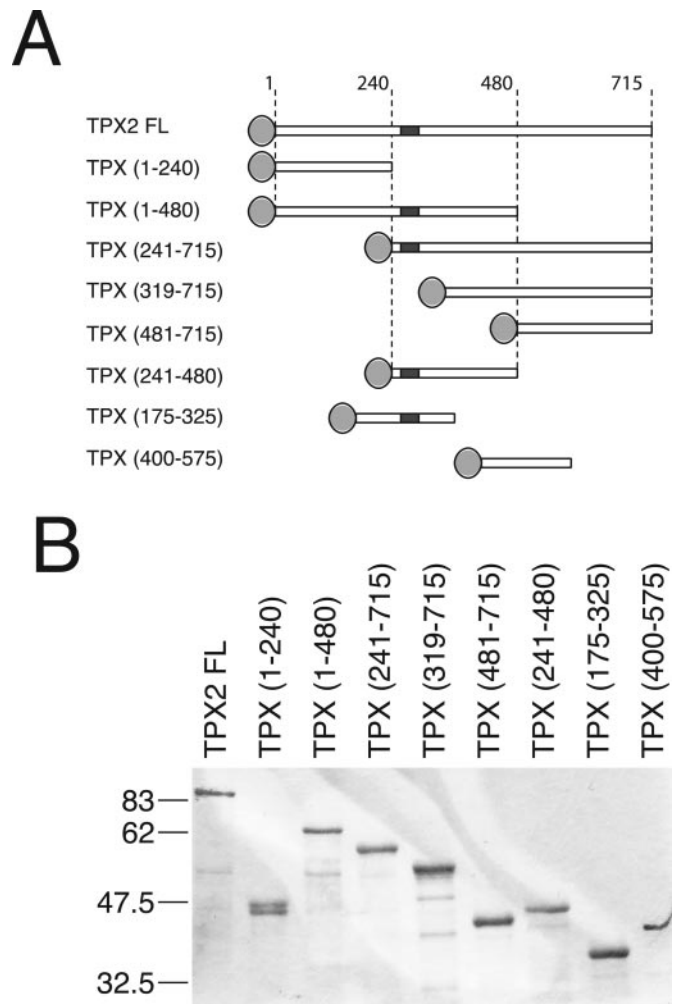 A
1 240 480 715
TPX2 FL
TPX (1-240)
TPX (1-480)
TPX (241-715)
TPX (319-715)
TPX (481-715)
TPX (241-480)
TPX (175-325)
TPX (400-575)
B
TPX2 FL
TPX (1-240)
TPX (1-480)
TPX (241-715)
TPX (319-715)
TPX (481-715)
TPX (241-480)
TPX (175-325)
TPX (400-575)
83
62
47.5
32.5